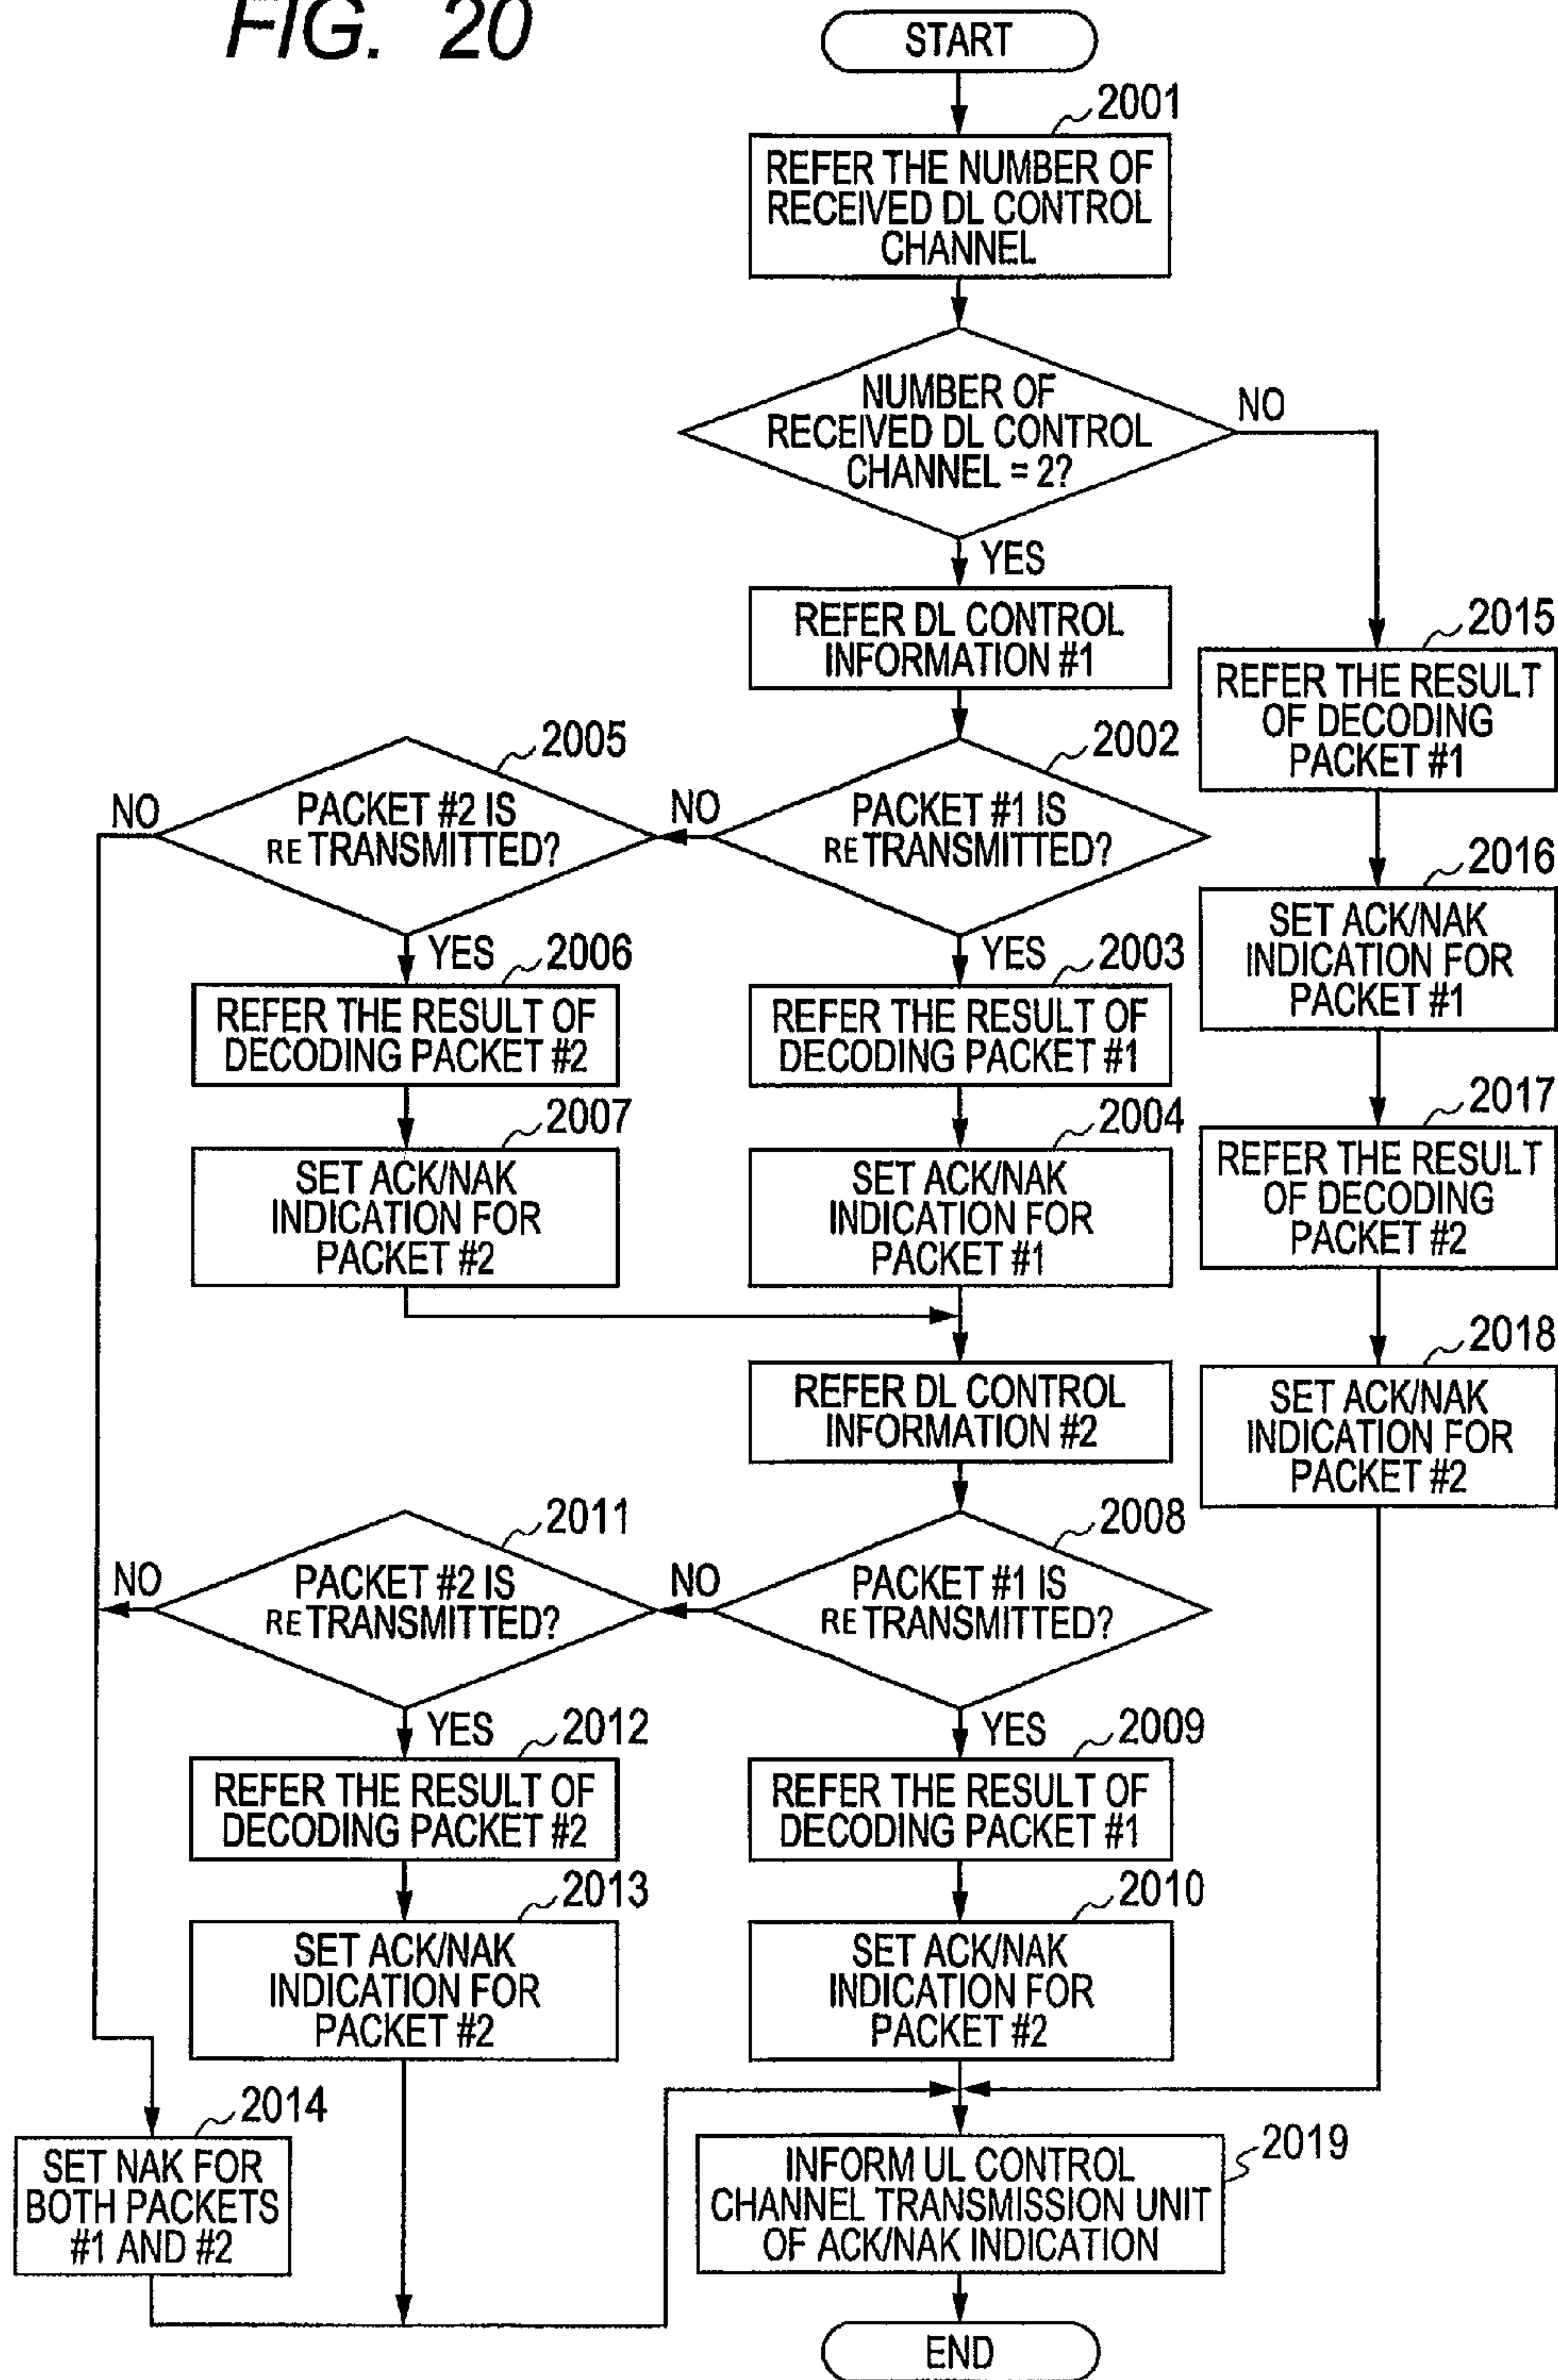 FIG. 20
START
2001
REFER THE NUMBER OF
RECEIVED DL CONTROL
CHANNEL
NUMBER OF
RECEIVED DL CONTROL
CHANNEL = 2?
NO
YES
REFER DL CONTROL
INFORMATION #1
2015
REFER THE RESULT
OF DECODING
PACKET #1
2005
PACKET #2 IS
RE TRANSMITTED?
NO
2002
PACKET #1 IS
RE TRANSMITTED?
NO
2016
SET ACK/NAK
INDICATION FOR
PACKET #1
YES
2006
REFER THE RESULT OF
DECODING PACKET #2
YES
2003
REFER THE RESULT OF
DECODING PACKET #1
2007
SET ACK/NAK
INDICATION FOR
PACKET #2
2004
SET ACK/NAK
INDICATION FOR
PACKET #1
2017
REFER THE RESULT
OF DECODING
PACKET #2
REFER DL CONTROL
INFORMATION #2
2018
SET ACK/NAK
INDICATION FOR
PACKET #2
2011
PACKET #2 IS
RE TRANSMITTED?
NO
2008
PACKET #1 IS
RE TRANSMITTED?
NO
YES
2012
REFER THE RESULT OF
DECODING PACKET #2
YES
2009
REFER THE RESULT OF
DECODING PACKET #1
2013
SET ACK/NAK
INDICATION FOR
PACKET #2
2010
SET ACK/NAK
INDICATION FOR
PACKET #2
2014
SET NAK FOR
BOTH PACKETS
#1 AND #2
2019
INFORM UL CONTROL
CHANNEL TRANSMISSION UNIT
OF ACK/NAK INDICATION
END